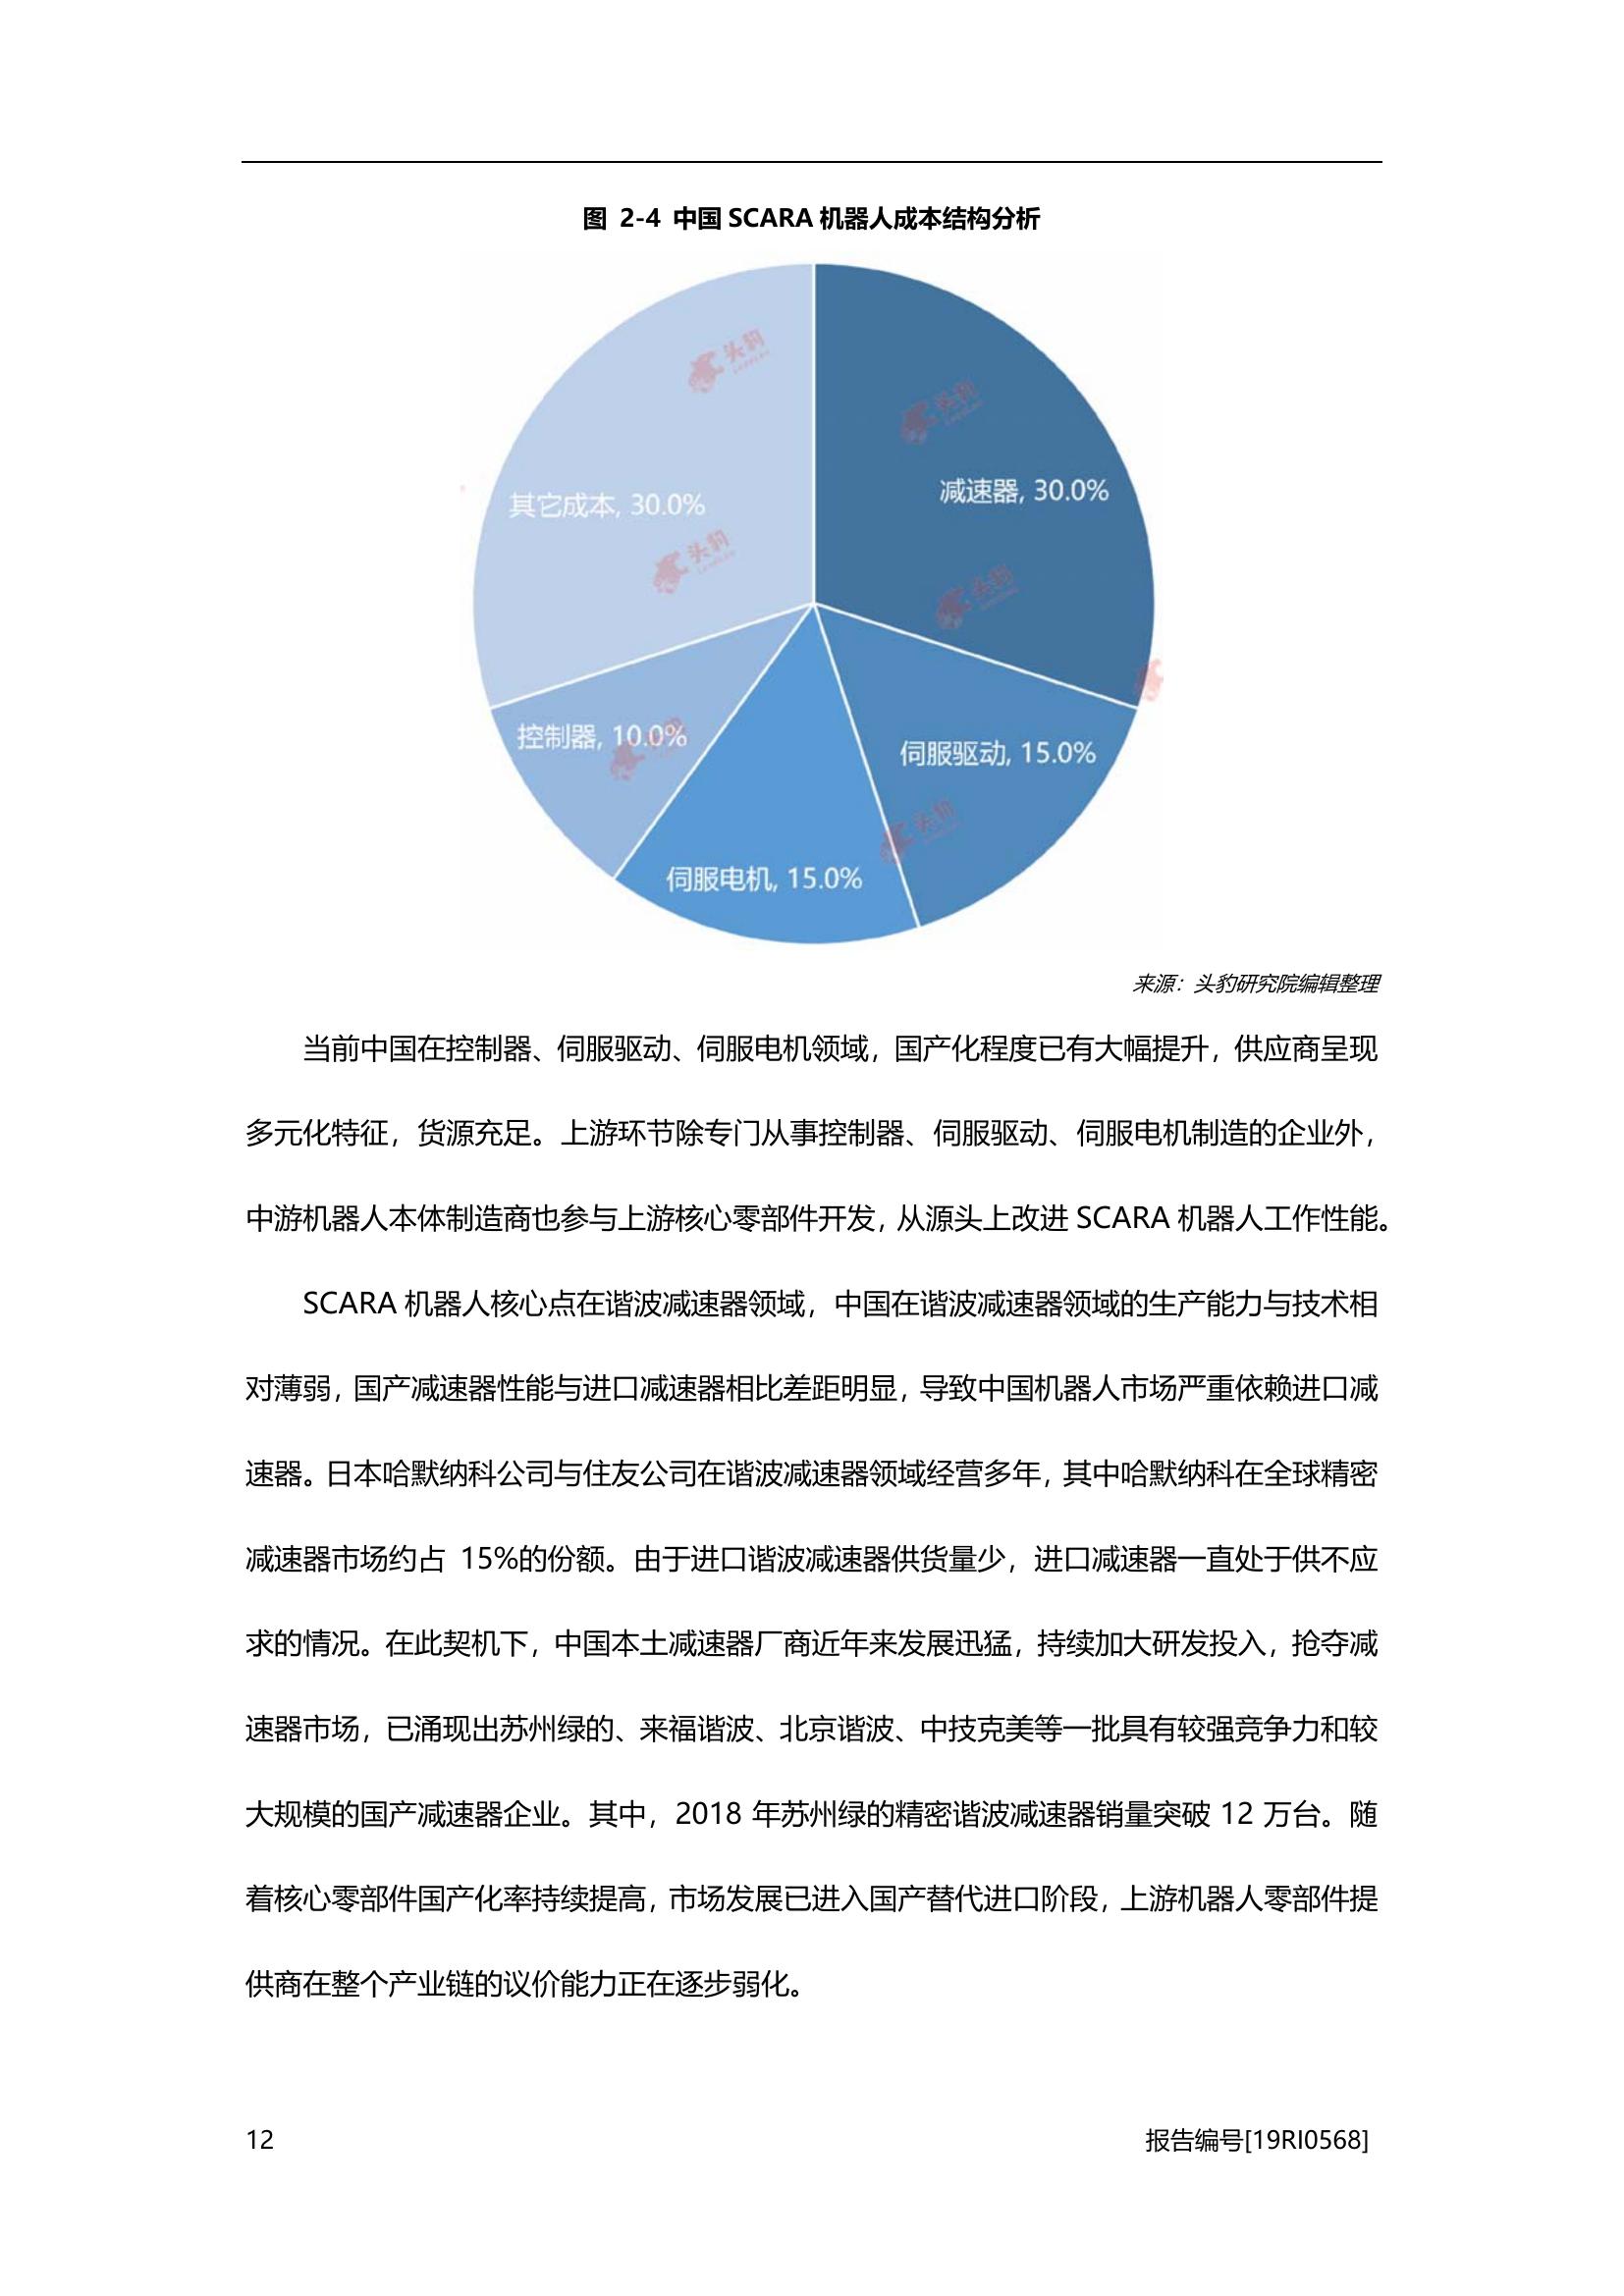 图 2-4 中国 SCARA 机器人成本结构分析
头豹
头豹
其它成本, 30.0%
减速器, 30.0%
头豹
头豹
控制器, 10.0%
伺服驱动, 15.0%
头豹
伺服电机, 15.0%
来源：头豹研究院编辑整理
当前中国在控制器、伺服驱动、伺服电机领域，国产化程度已有大幅提升，供应商呈现
多元化特征，货源充足。上游环节除专门从事控制器、伺服驱动、伺服电机制造的企业外，
中游机器人本体制造商也参与上游核心零部件开发，从源头上改进 SCARA 机器人工作性能。
SCARA 机器人核心点在谐波减速器领域，中国在谐波减速器领域的生产能力与技术相
对薄弱，国产减速器性能与进口减速器相比差距明显，导致中国机器人市场严重依赖进口减
速器。日本哈默纳科公司与住友公司在谐波减速器领域经营多年，其中哈默纳科在全球精密
减速器市场约占 15%的份额。由于进口谐波减速器供货量少，进口减速器一直处于供不应
求的情况。在此契机下，中国本土减速器厂商近年来发展迅猛，持续加大研发投入，抢夺减
速器市场，已涌现出苏州绿的、来福谐波、北京谐波、中技克美等一批具有较强竞争力和较
大规模的国产减速器企业。其中，2018 年苏州绿的精密谐波减速器销量突破 12 万台。随
着核心零部件国产化率持续提高，市场发展已进入国产替代进口阶段，上游机器人零部件提
供商在整个产业链的议价能力正在逐步弱化。
12
报告编号[19RI0568]